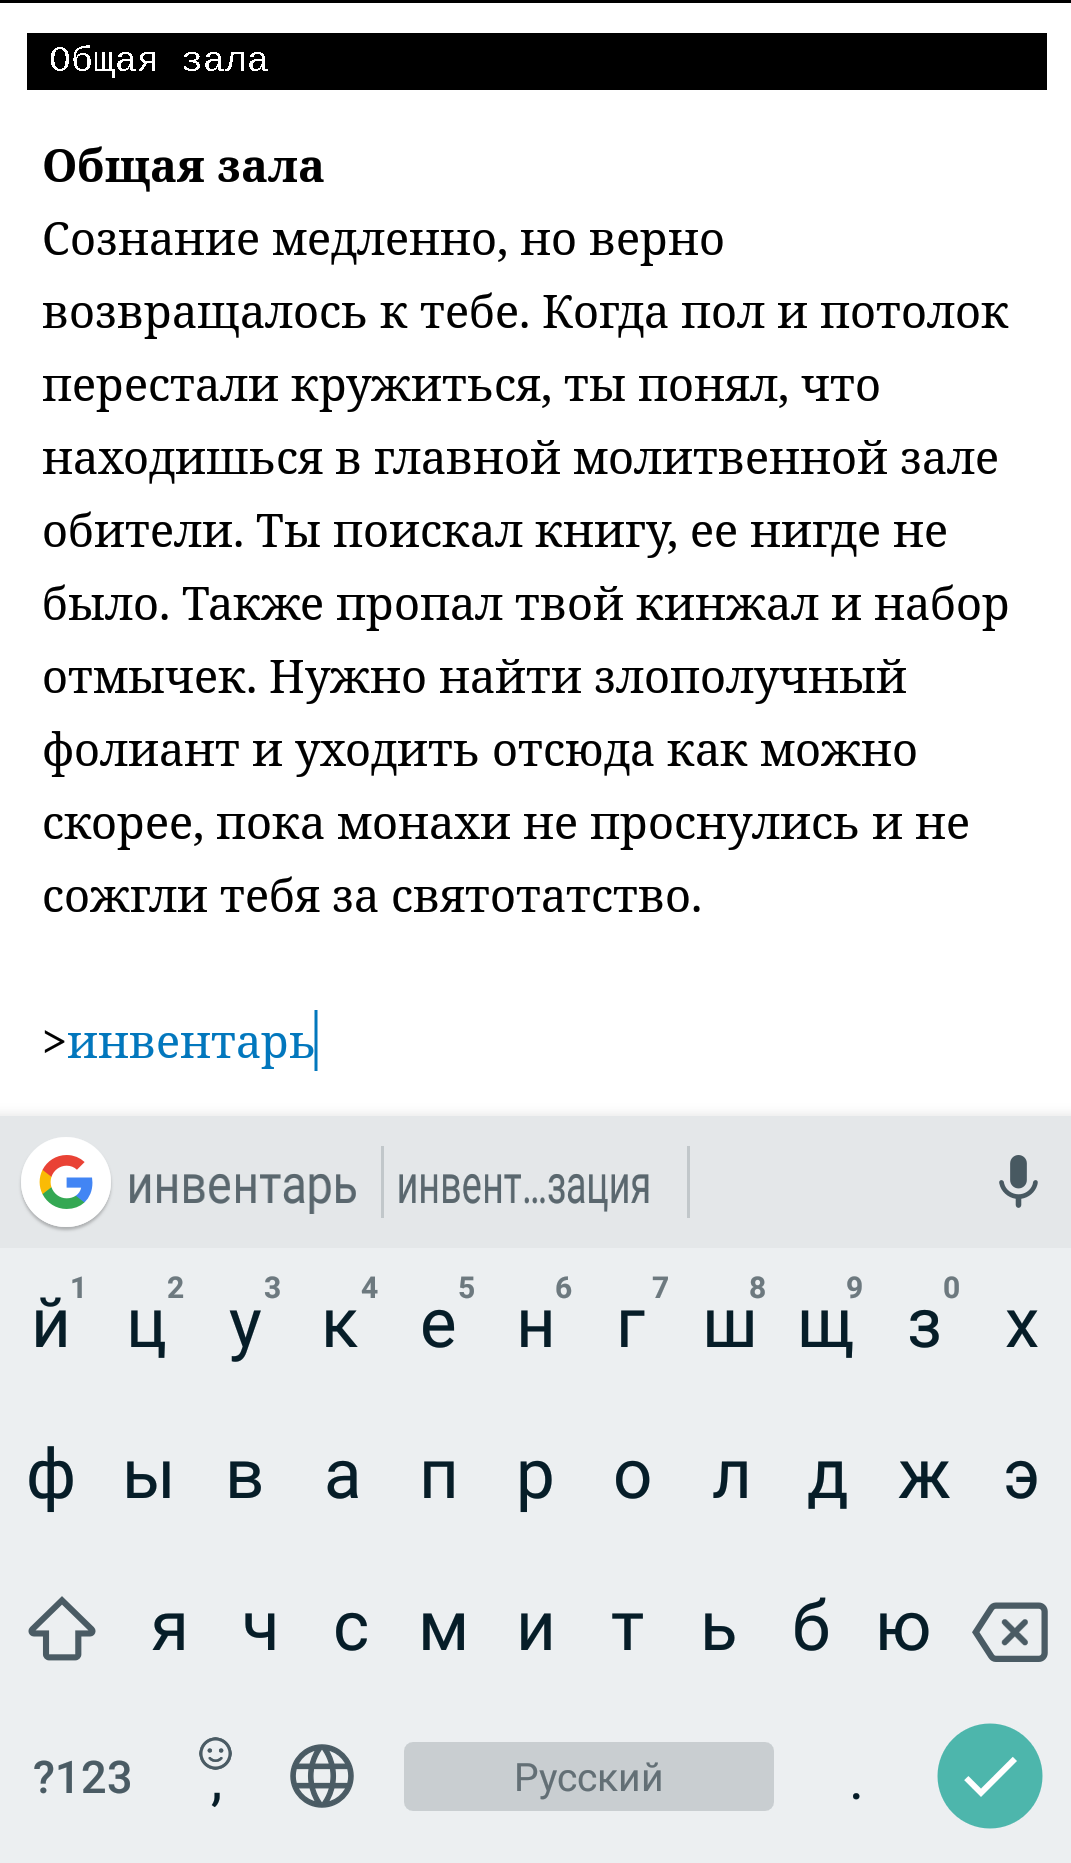 Общая зала
Общая зала
Сознание медленно, но верно
возвращалось к тебе. Когда пол и потолок
перестали кружиться, ты понял, что
находишься в главной молитвенной зале
обители. Ты поискал книгу, ее нигде не
было. Также пропал твой кинжал и набор
отмычек. Нужно найти злополучный
фолиант и уходить отсюда как можно
скорее, пока монахи не проснулись и не
сожгли тебя за святотатство.
>инвентарь
G инвентарь инвент...зация
1 2 3 4 5 6 7 8 9 0
й ц у к е н г ш щ з х
ф ы в а п р о л д ж э
я ч с м и т ь б ю
?123 , Русский .